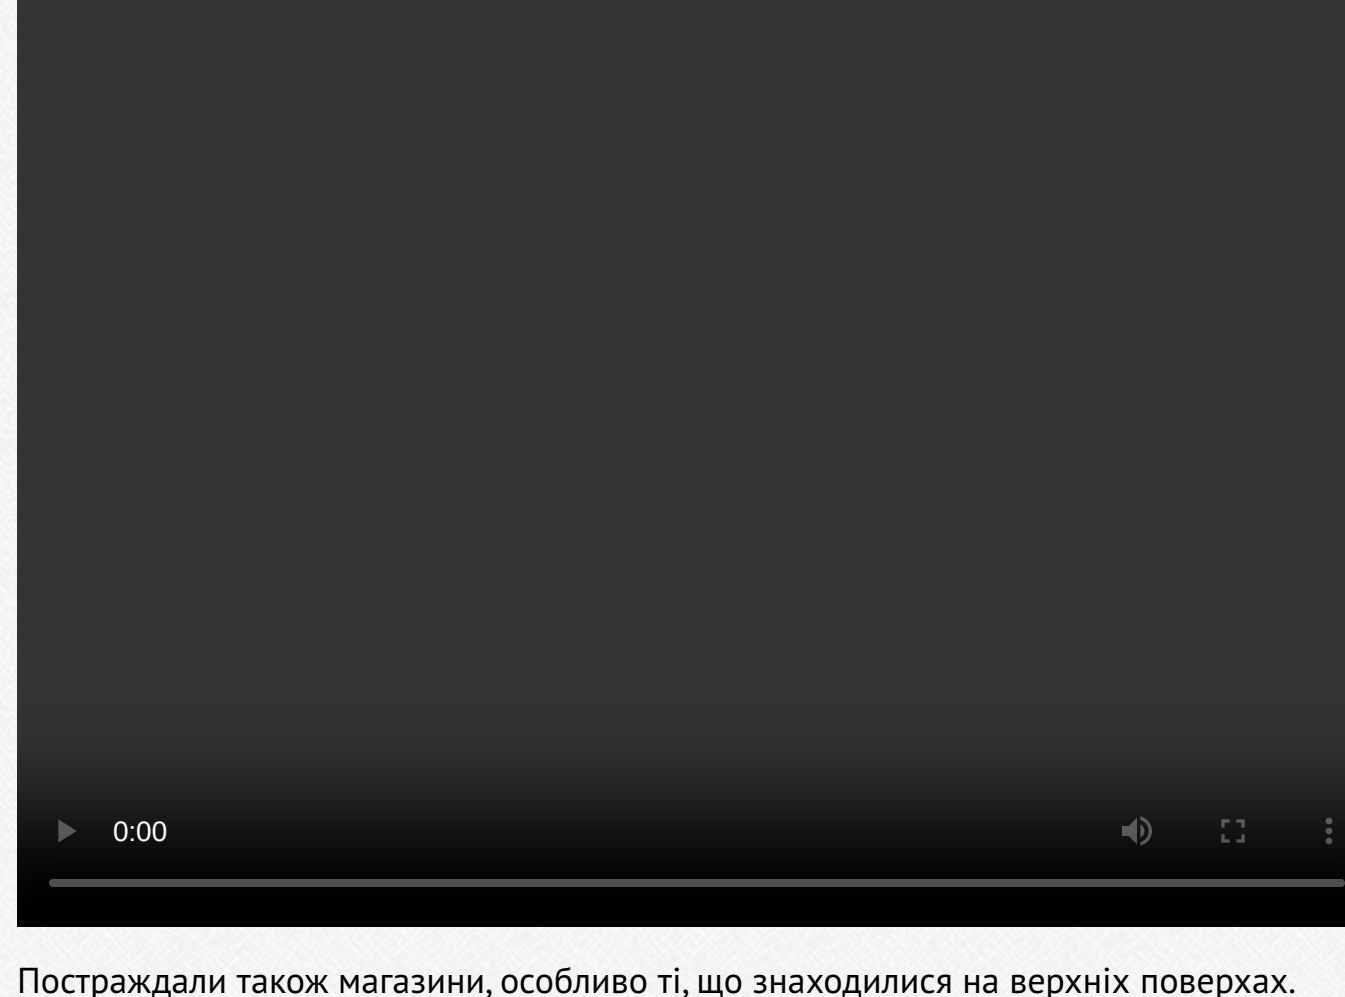 0:00
Постраждали також магазини, особливо ті, що знаходилися на верхніх поверхах.